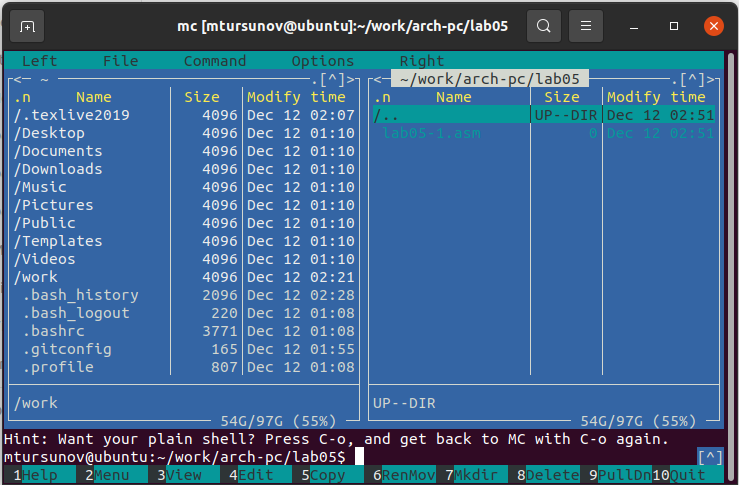 mc [mtursunov@ubuntu]:~/work/arch-pc/lab05
Left File Command Options Right
<─ ~ .[^]> <─ ~/work/arch-pc/lab05 .[^]>
.n Name Size Modify time .n Name Size Modify time
/.texlive2019 4096 Dec 12 02:07 /.. UP--DIR Dec 12 02:51
/Desktop 4096 Dec 12 01:10 lab05-1.asm 0 Dec 12 02:51
/Documents 4096 Dec 12 01:10
/Downloads 4096 Dec 12 01:10
/Music 4096 Dec 12 01:10
/Pictures 4096 Dec 12 01:10
/Public 4096 Dec 12 01:10
/Templates 4096 Dec 12 01:10
/Videos 4096 Dec 12 01:10
/work 4096 Dec 12 02:21
.bash_history 2096 Dec 12 02:28
.bash_logout 220 Dec 12 01:08
.bashrc 3771 Dec 12 01:08
.gitconfig 165 Dec 12 01:55
.profile 807 Dec 12 01:08
/work UP--DIR
54G/97G (55%) 54G/97G (55%)
Hint: Want your plain shell? Press C-o, and get back to MC with C-o again.
mtursunov@ubuntu:~/work/arch-pc/lab05$ [^]
1Help 2Menu 3View 4Edit 5Copy 6RenMov 7Mkdir 8Delete 9PullDn 10Quit